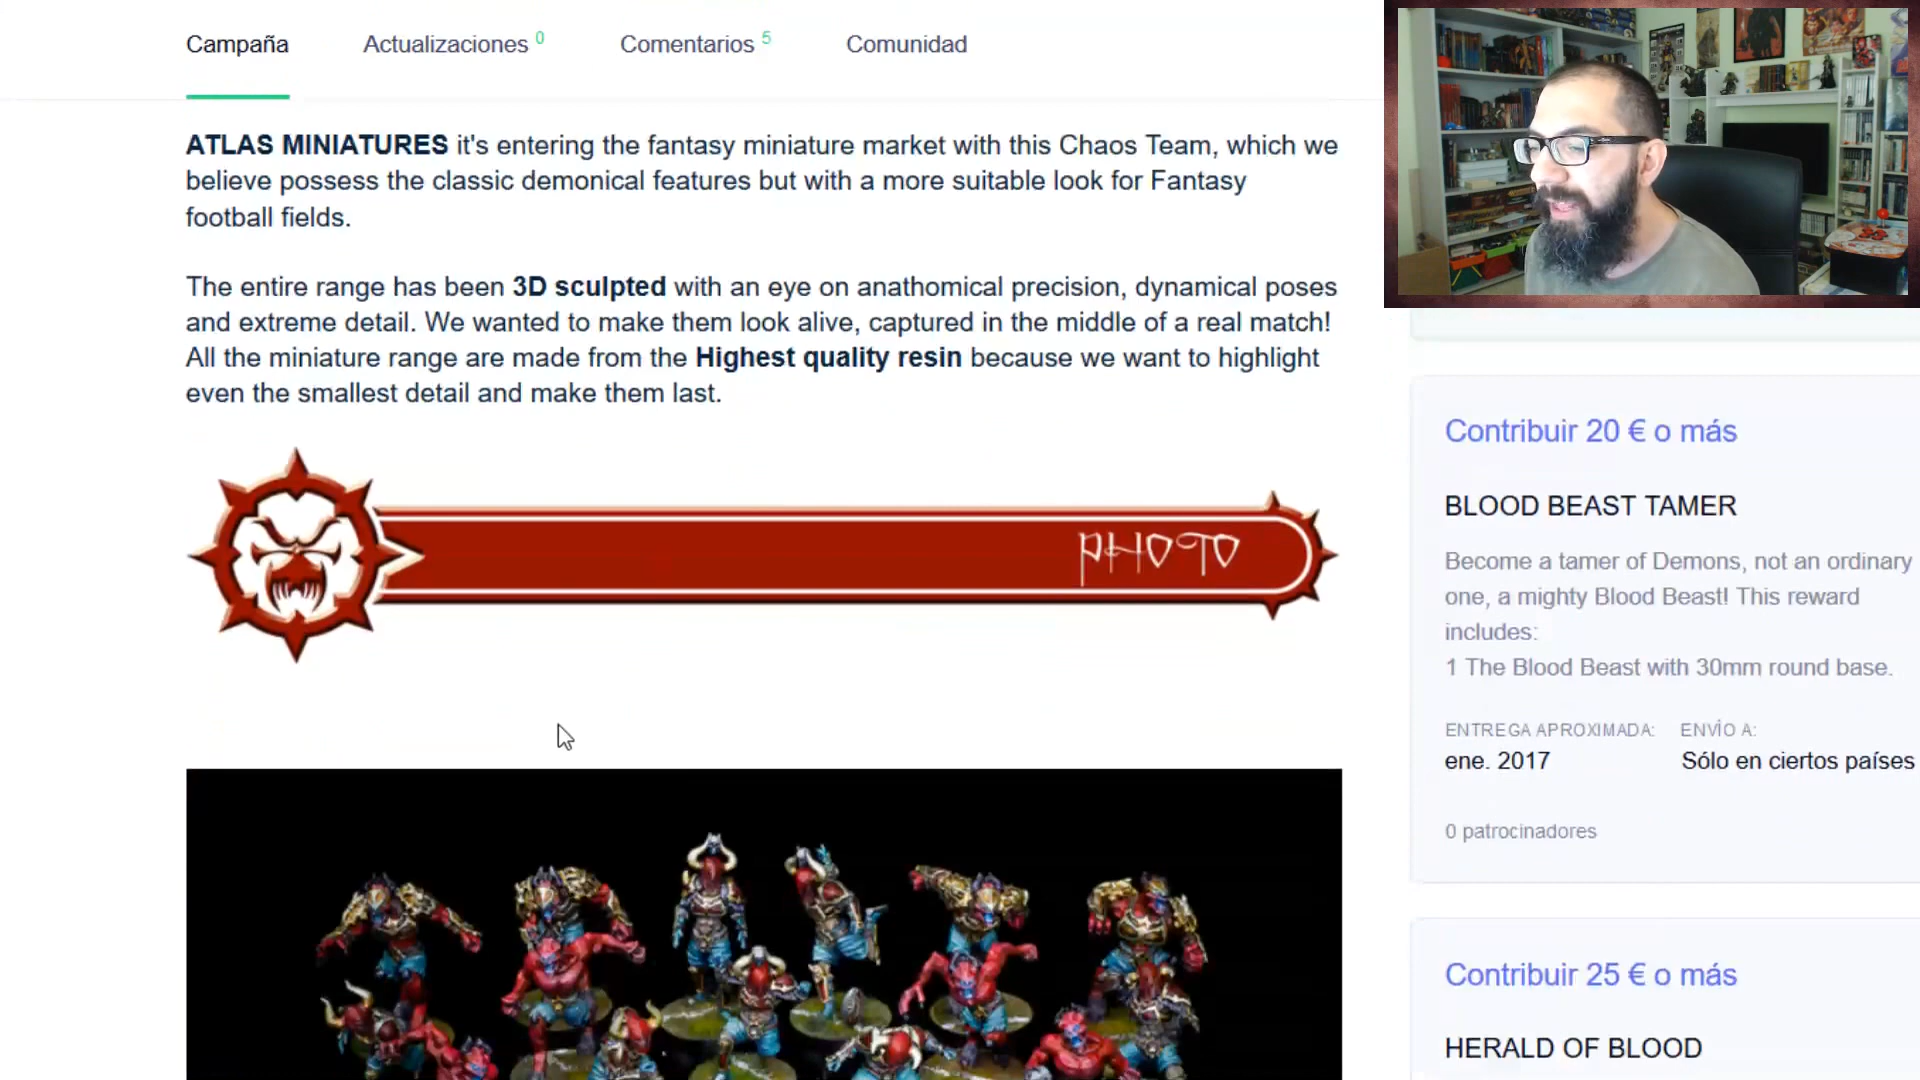 Campaña
Actualizaciones 0
Comentarios 5
Comunidad
ATLAS MINIATURES it's entering the fantasy miniature market with this Chaos Team, which we
believe possess the classic demonical features but with a more suitable look for Fantasy
football fields.
The entire range has been 3D sculpted with an eye on anathomical precision, dynamical poses
and extreme detail. We wanted to make them look alive, captured in the middle of a real match!
All the miniature range are made from the Highest quality resin because we want to highlight
even the smallest detail and make them last.
PHOTO
Contribuir 20 € o más
BLOOD BEAST TAMER
Become a tamer of Demons, not an ordinary
one, a mighty Blood Beast! This reward
includes:
1 The Blood Beast with 30mm round base.
ENTREGA APROXIMADA:
ENVÍO A:
ene. 2017
Sólo en ciertos países
0 patrocinadores
Contribuir 25 € o más
HERALD OF BLOOD